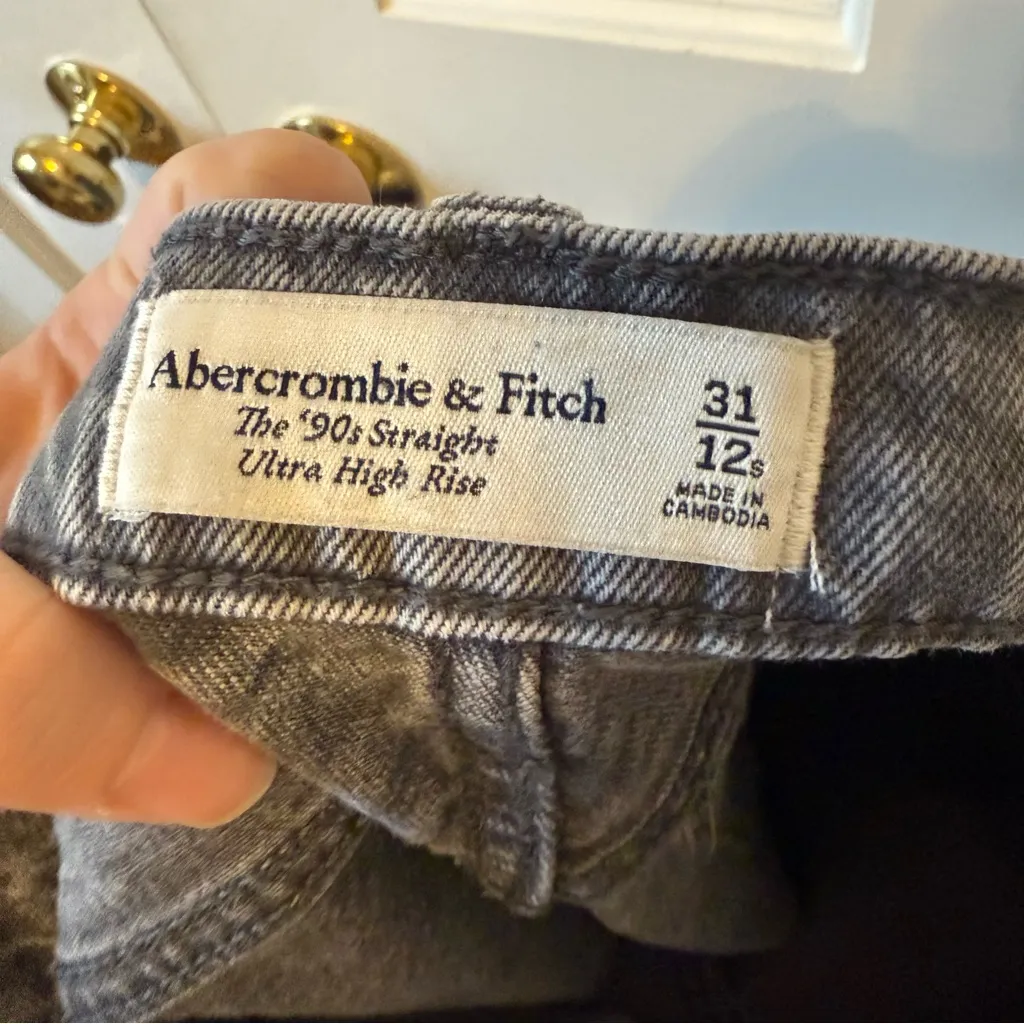 Abercrombie & Fitch
The '90s Straight
Ultra High Rise
31
12s
MADE IN
CAMBODIA